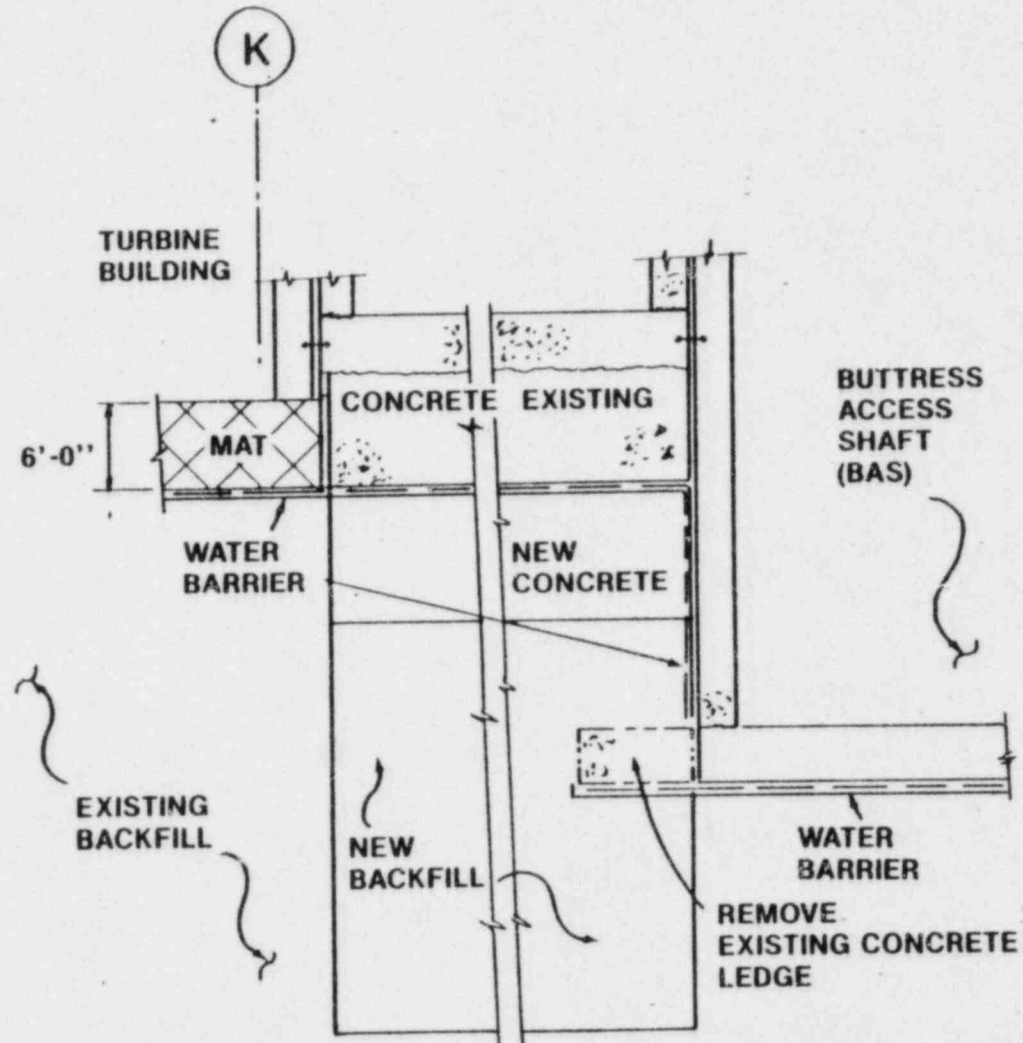 K
TURBINE
BUILDING
CONCRETE EXISTING
BUTTRESS
ACCESS
SHAFT
(BAS)
6'-0"
MAT
WATER
BARRIER
NEW
CONCRETE
EXISTING
BACKFILL
NEW
BACKFILL
WATER
BARRIER
REMOVE
EXISTING CONCRETE
LEDGE